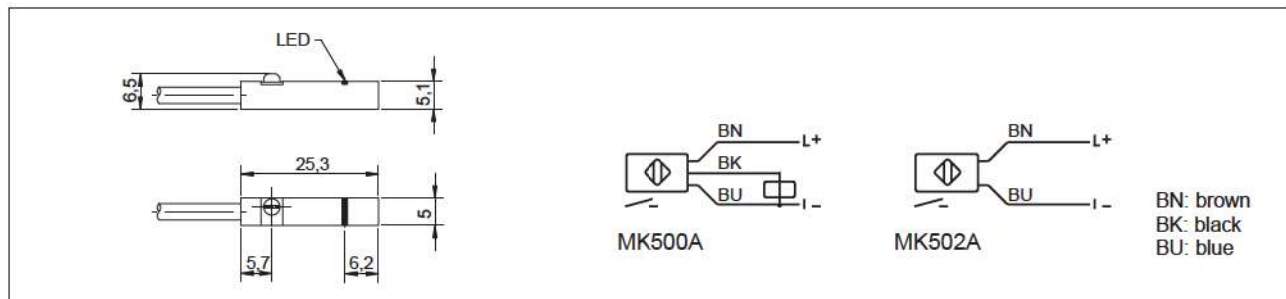 LED
6,5
5,1
25,3
5
5,7
6,2
BN
L+
BK
BU
L-
MK500A
BN
L+
BU
L-
MK502A
BN: brown
BK: black
BU: blue